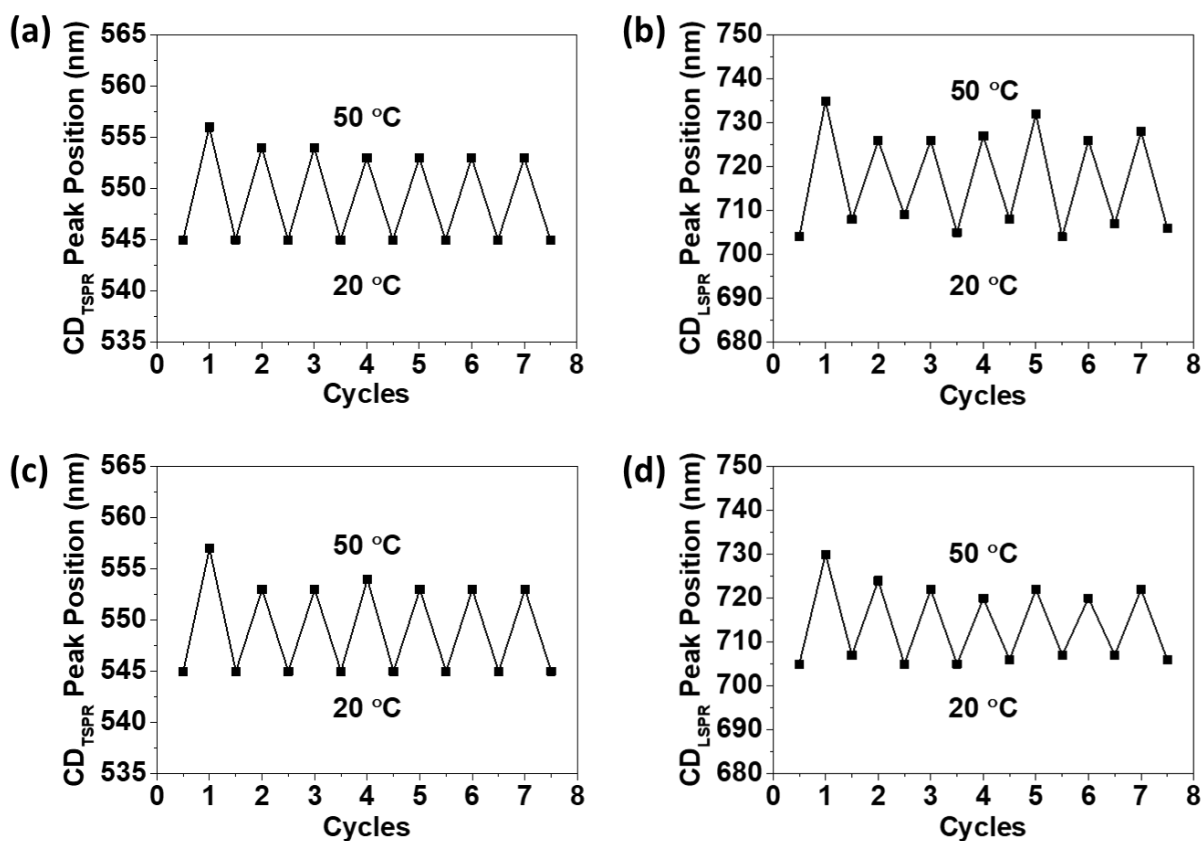 (a)
CD_TSPR Peak Position (nm)
565
560
555
550
545
540
535
50 °C
20 °C
0 1 2 3 4 5 6 7 8
Cycles
(b)
CD_LSPR Peak Position (nm)
750
740
730
720
710
700
690
680
50 °C
20 °C
0 1 2 3 4 5 6 7 8
Cycles
(c)
CD_TSPR Peak Position (nm)
565
560
555
550
545
540
535
50 °C
20 °C
0 1 2 3 4 5 6 7 8
Cycles
(d)
CD_LSPR Peak Position (nm)
750
740
730
720
710
700
690
680
50 °C
20 °C
0 1 2 3 4 5 6 7 8
Cycles